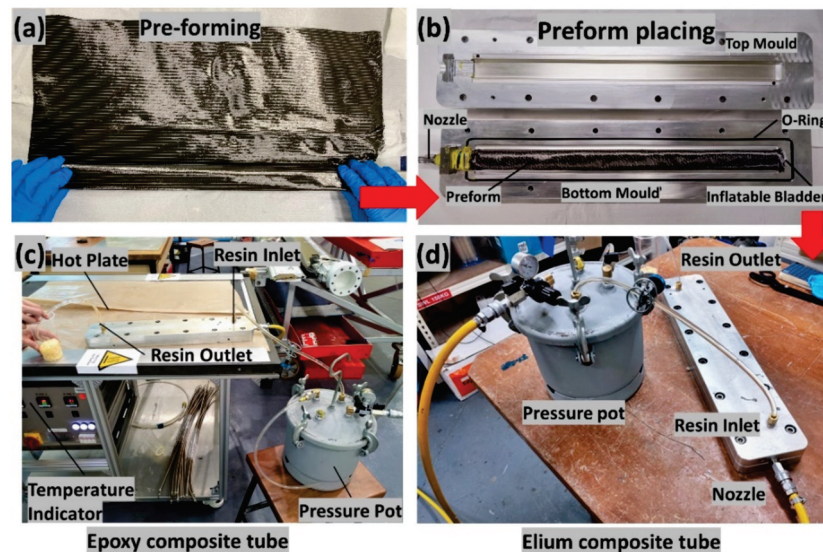 (a)
Pre-forming
(b)
Preform placing
Top Mould
Nozzle
O-Ring
Preform
Bottom Mould
Inflatable Bladder
(c)
Hot Plate
Resin Inlet
Resin Outlet
Temperature
Indicator
Pressure Pot
Epoxy composite tube
(d)
Resin Outlet
Pressure pot
Resin Inlet
Nozzle
Elium composite tube